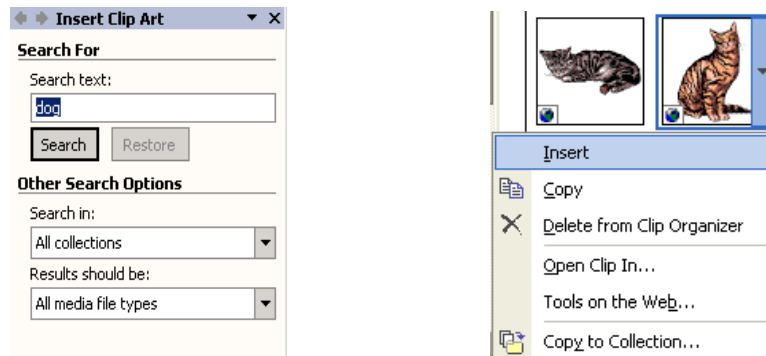 Insert Clip Art
Search For
Search text:
dog
Search Restore
Other Search Options
Search in:
All collections
Results should be:
All media file types
Insert
Copy
Delete from Clip Organizer
Open Clip In...
Tools on the Web...
Copy to Collection...